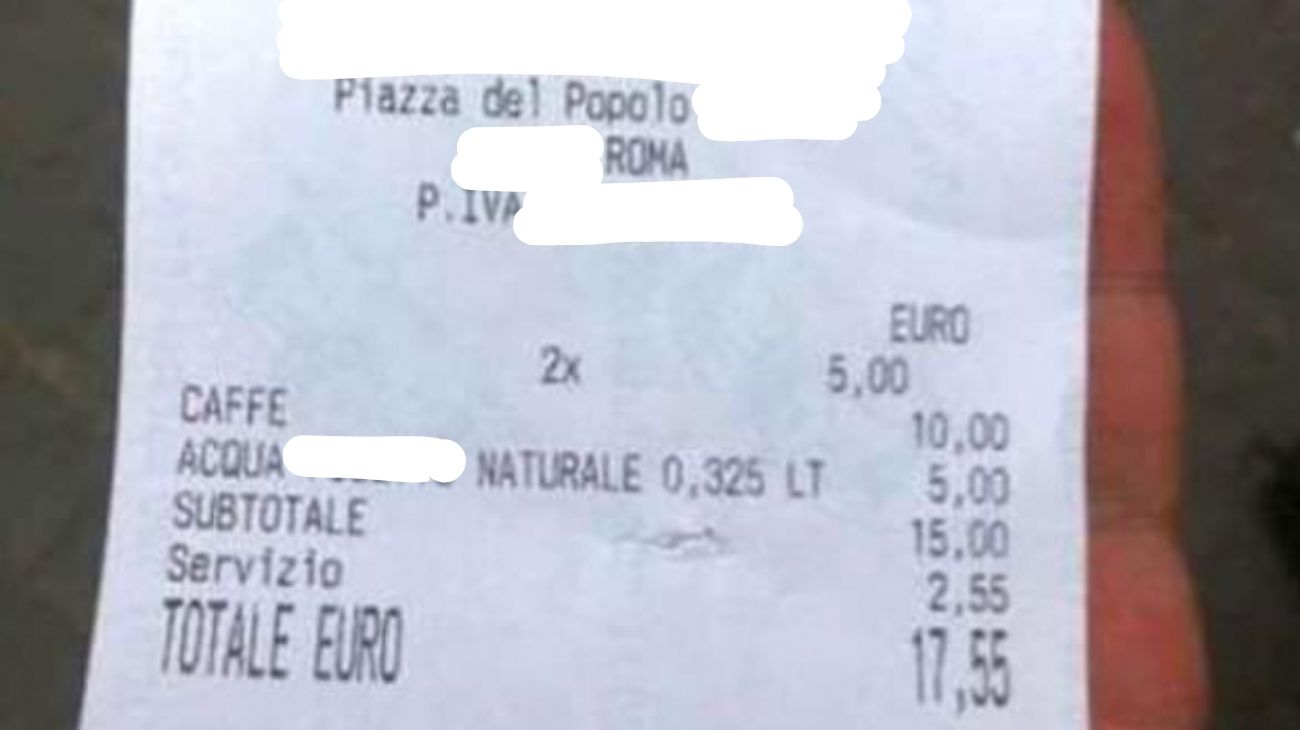 Piazza del Popolo
ROMA
P.IVA
EURO
2x 5,00
CAFFE 10,00
ACQUA NATURALE 0,325 LT 5,00
SUBTOTALE 15,00
Servizio 2,55
TOTALE EURO 17,55